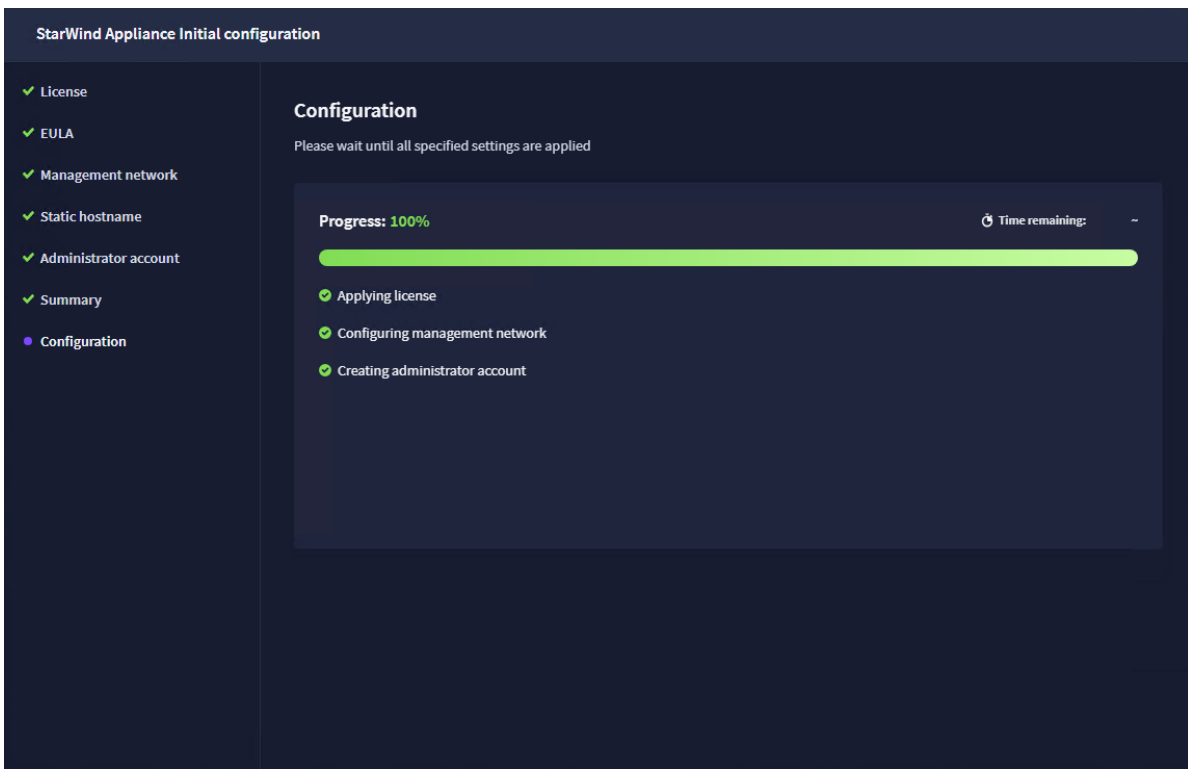 StarWind Appliance Initial configuration
License
EULA
Management network
Static hostname
Administrator account
Summary
Configuration
Configuration
Please wait until all specified settings are applied
Progress: 100%
Time remaining: ~
Applying license
Configuring management network
Creating administrator account